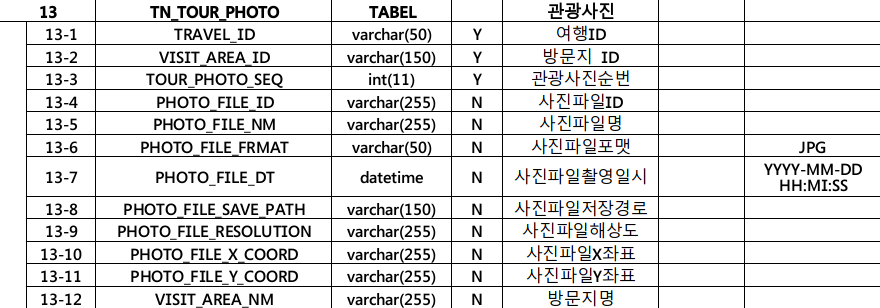 13 TN_TOUR_PHOTO TABEL 관광사진
13-1 TRAVEL_ID varchar(50) Y 여행ID
13-2 VISIT_AREA_ID varchar(150) Y 방문지 ID
13-3 TOUR_PHOTO_SEQ int(11) Y 관광사진순번
13-4 PHOTO_FILE_ID varchar(255) N 사진파일ID
13-5 PHOTO_FILE_NM varchar(255) N 사진파일명
13-6 PHOTO_FILE_FRMAT varchar(50) N 사진파일포맷 JPG
13-7 PHOTO_FILE_DT datetime N 사진파일촬영일시 YYYY-MM-DD
HH:MI:SS
13-8 PHOTO_FILE_SAVE_PATH varchar(150) N 사진파일저장경로
13-9 PHOTO_FILE_RESOLUTION varchar(255) N 사진파일해상도
13-10 PHOTO_FILE_X_COORD varchar(255) N 사진파일X좌표
13-11 PHOTO_FILE_Y_COORD varchar(255) N 사진파일Y좌표
13-12 VISIT_AREA_NM varchar(255) N 방문지명